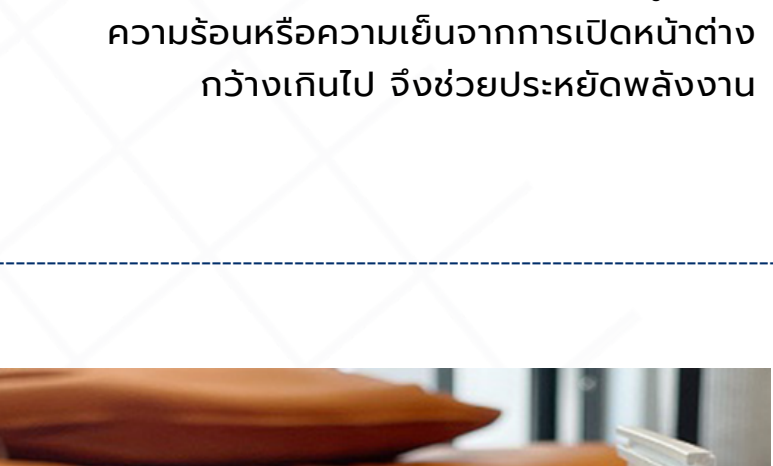 ความร้อนหรือความเย็นจากการเปิดหน้าต่าง
กว้างเกินไป จึงช่วยประหยัดพลังงาน